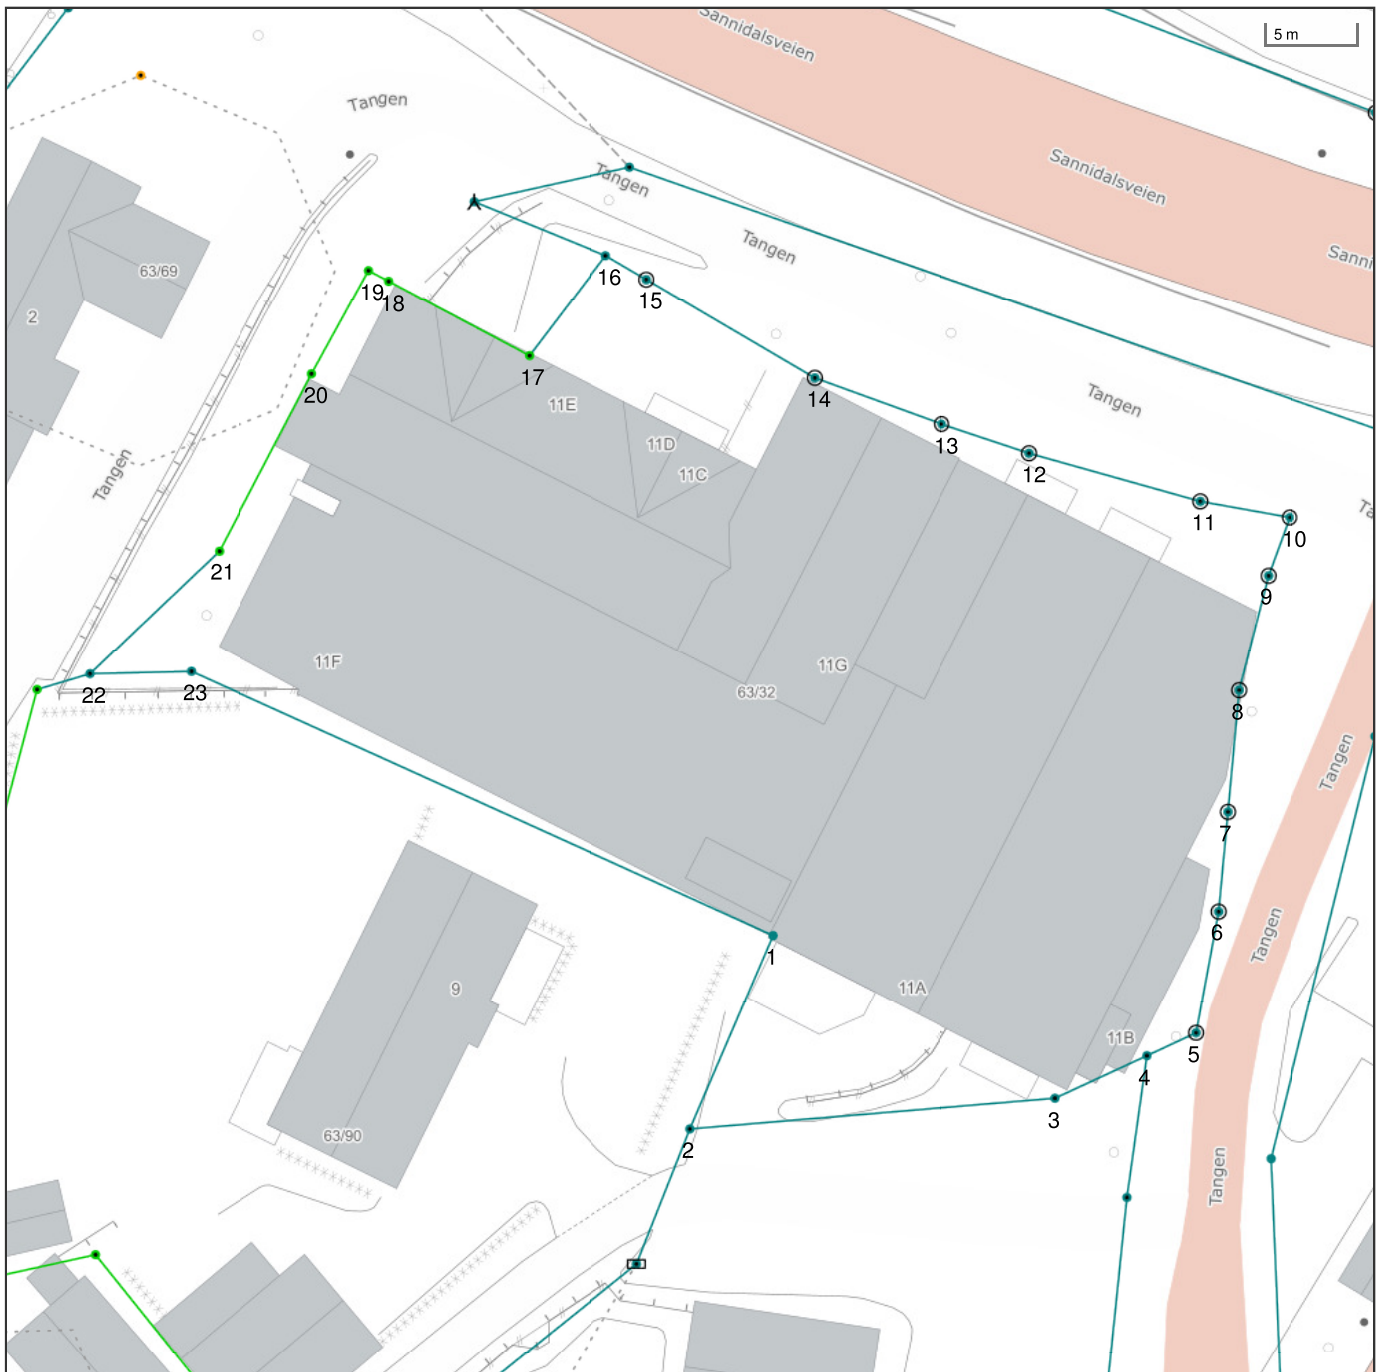 Sannidalsveien
5 m
Tangen
Sannidalsveien
Tangen
Tangen
Sanni
63/69
16
19
18
15
2
17
20
14
Tangen
11E
13
11D
12
11C
Tangen
11
Ta
10
21
9
11F
11G
22
23
63/32
8
Tangen
7
6
Tangen
1
9
11A
11B
5
4
3
63/90
2
Tangen